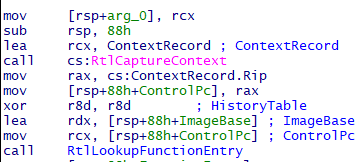 mov [rsp+arg_0], rcx
sub rsp, 88h
lea rcx, ContextRecord ; ContextRecord
call cs:RtlCaptureContext
mov rax, cs:ContextRecord.Rip
mov [rsp+88h+ControlPc], rax
xor r8d, r8d ; HistoryTable
lea rdx, [rsp+88h+ImageBase] ; ImageBase
mov rcx, [rsp+88h+ControlPc] ; ControlPc
call RtlLookupFunctionEntry